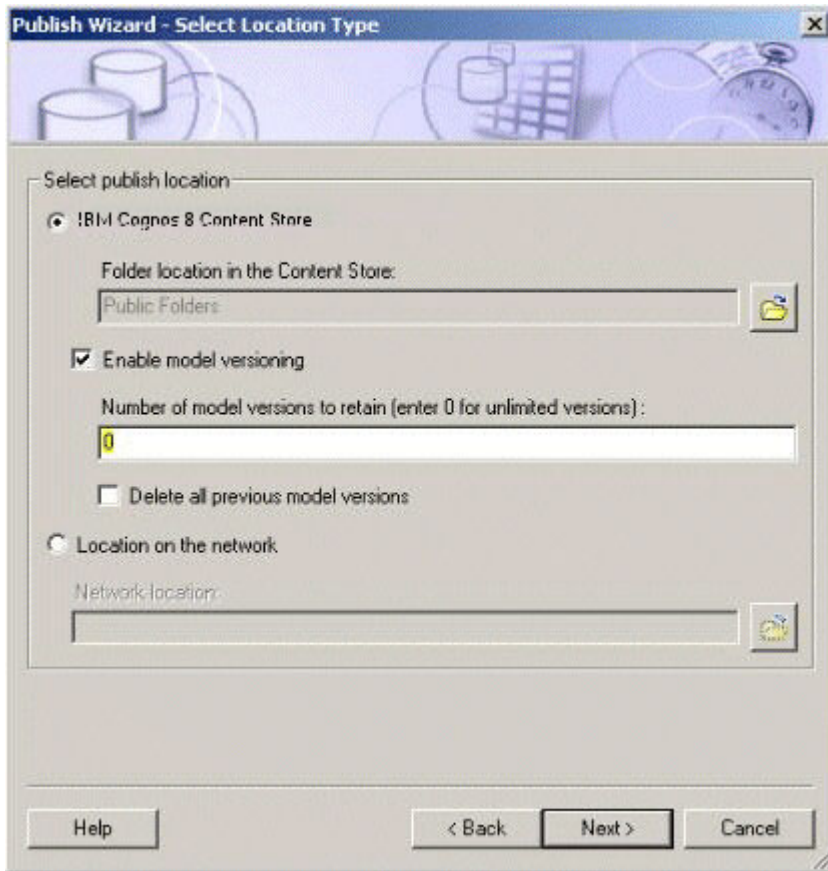 Publish Wizard - Select Location Type
Select publish location
IBM Cognos 8 Content Store
Folder location in the Content Store:
Public Folders
Enable model versioning
Number of model versions to retain (enter 0 for unlimited versions) :
0
Delete all previous model versions
Location on the network
Network location:
Help
< Back
Next >
Cancel